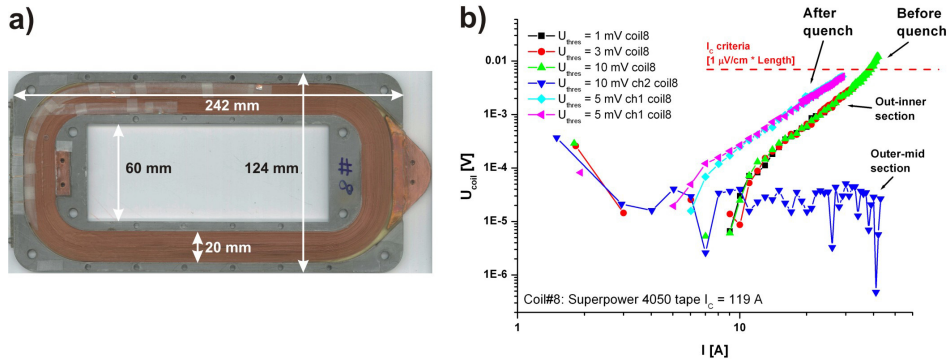 a)
242 mm
60 mm
124 mm
20 mm
#8
b)
After
quench
Before
quench
U_thres = 1 mV coil8
U_thres = 3 mV coil8
U_thres = 10 mV coil8
U_thres = 10 mV ch2 coil8
U_thres = 5 mV ch1 coil8
U_thres = 5 mV ch1 coil8
I_C criteria
[1 µV/cm * Length]
Out-inner
section
Outer-mid
section
0.01
1E-3
1E-4
1E-5
1E-6
U_coil [V]
Coil#8: Superpower 4050 tape I_C = 119 A
1
10
I [A]